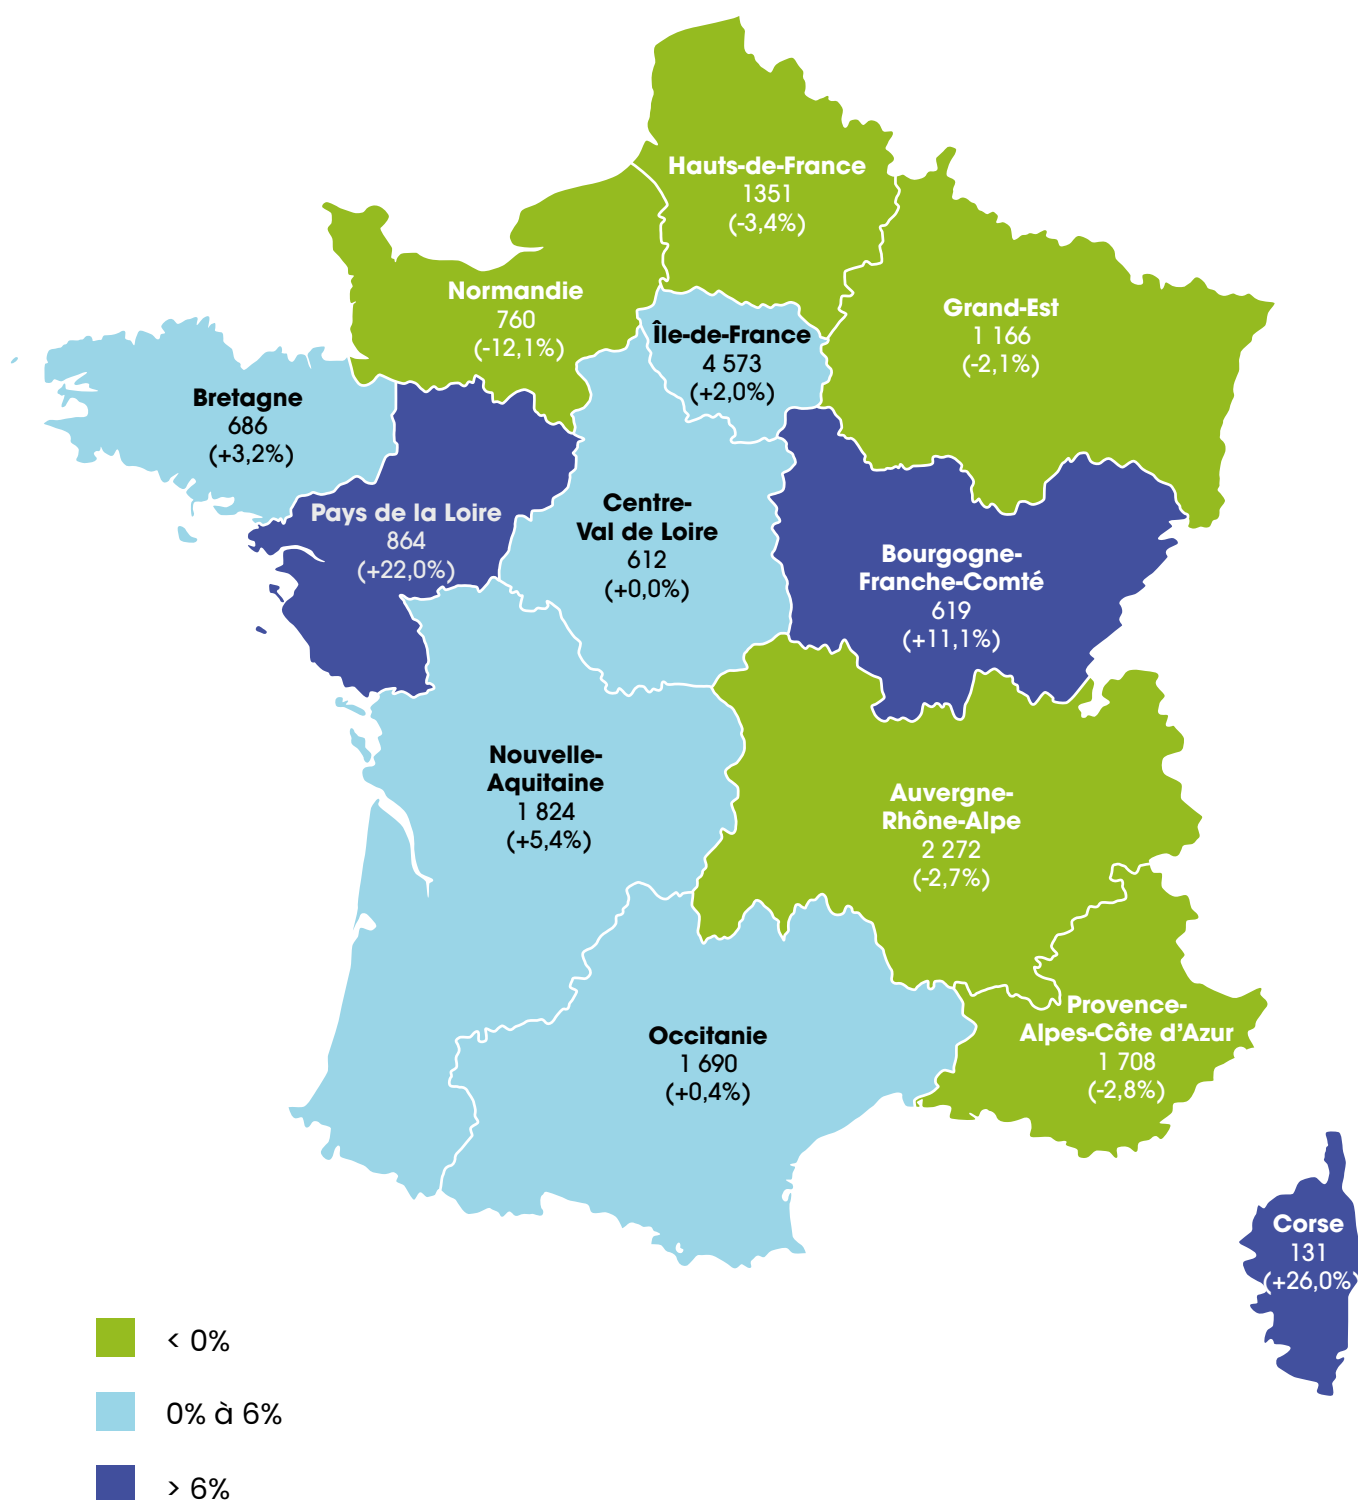 Hauts-de-France
1351
(-3,4%)
Normandie
760
(-12,1%)
Grand-Est
1 166
(-2,1%)
Île-de-France
4 573
(+2,0%)
Bretagne
686
(+3,2%)
Pays de la Loire
864
(+22,0%)
Centre-
Val de Loire
612
(+0,0%)
Bourgogne-
Franche-Comté
619
(+11,1%)
Nouvelle-
Aquitaine
1 824
(+5,4%)
Auvergne-
Rhône-Alpe
2 272
(-2,7%)
Occitanie
1 690
(+0,4%)
Provence-
Alpes-Côte d'Azur
1 708
(-2,8%)
Corse
131
(+26,0%)
< 0%
0% à 6%
> 6%